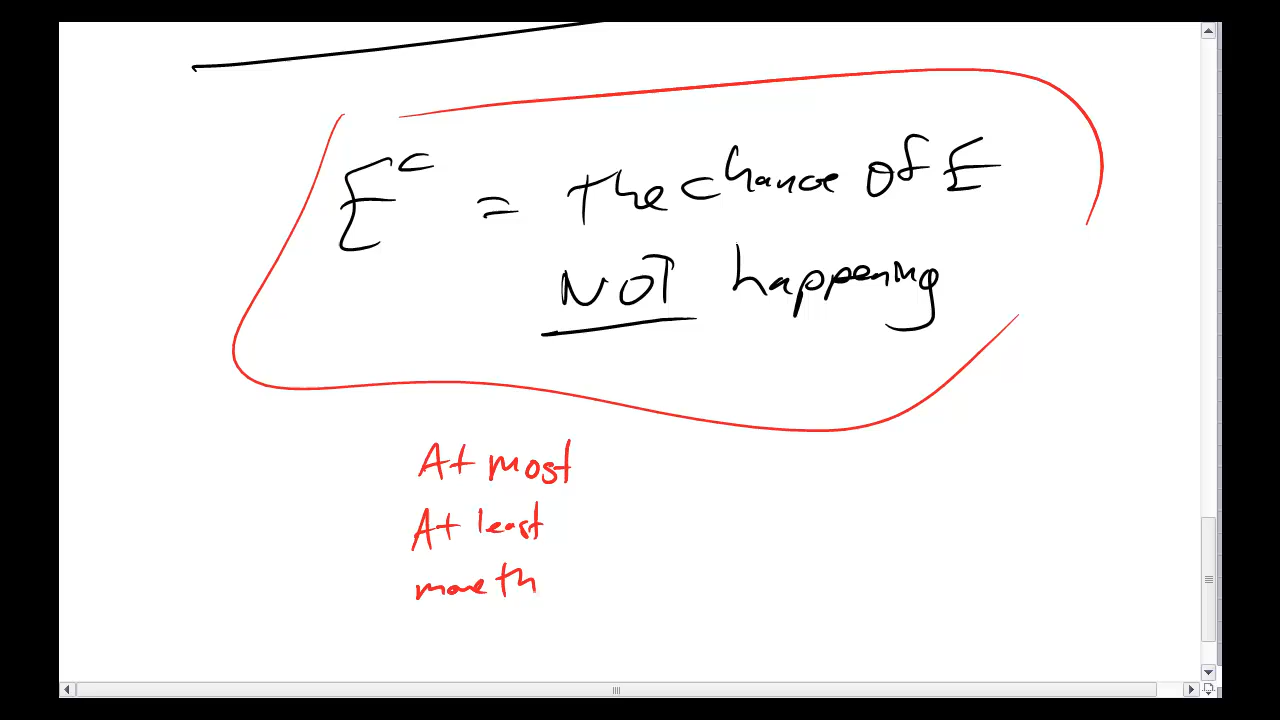 E^c = the chance of E
NOT happening
At most
At least
more th